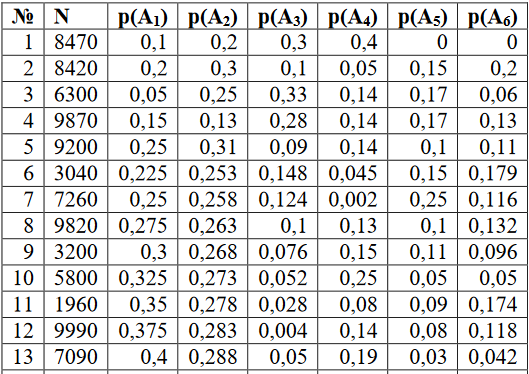 № N p(A₁) p(A₂) p(A₃) p(A₄) p(A₅) p(A₆)
1 8470 0,1 0,2 0,3 0,4 0 0
2 8420 0,2 0,3 0,1 0,05 0,15 0,2
3 6300 0,05 0,25 0,33 0,14 0,17 0,06
4 9870 0,15 0,13 0,28 0,14 0,17 0,13
5 9200 0,25 0,31 0,09 0,14 0,1 0,11
6 3040 0,225 0,253 0,148 0,045 0,15 0,179
7 7260 0,25 0,258 0,124 0,002 0,25 0,116
8 9820 0,275 0,263 0,1 0,13 0,1 0,132
9 3200 0,3 0,268 0,076 0,15 0,11 0,096
10 5800 0,325 0,273 0,052 0,25 0,05 0,05
11 1960 0,35 0,278 0,028 0,08 0,09 0,174
12 9990 0,375 0,283 0,004 0,14 0,08 0,118
13 7090 0,4 0,288 0,05 0,19 0,03 0,042